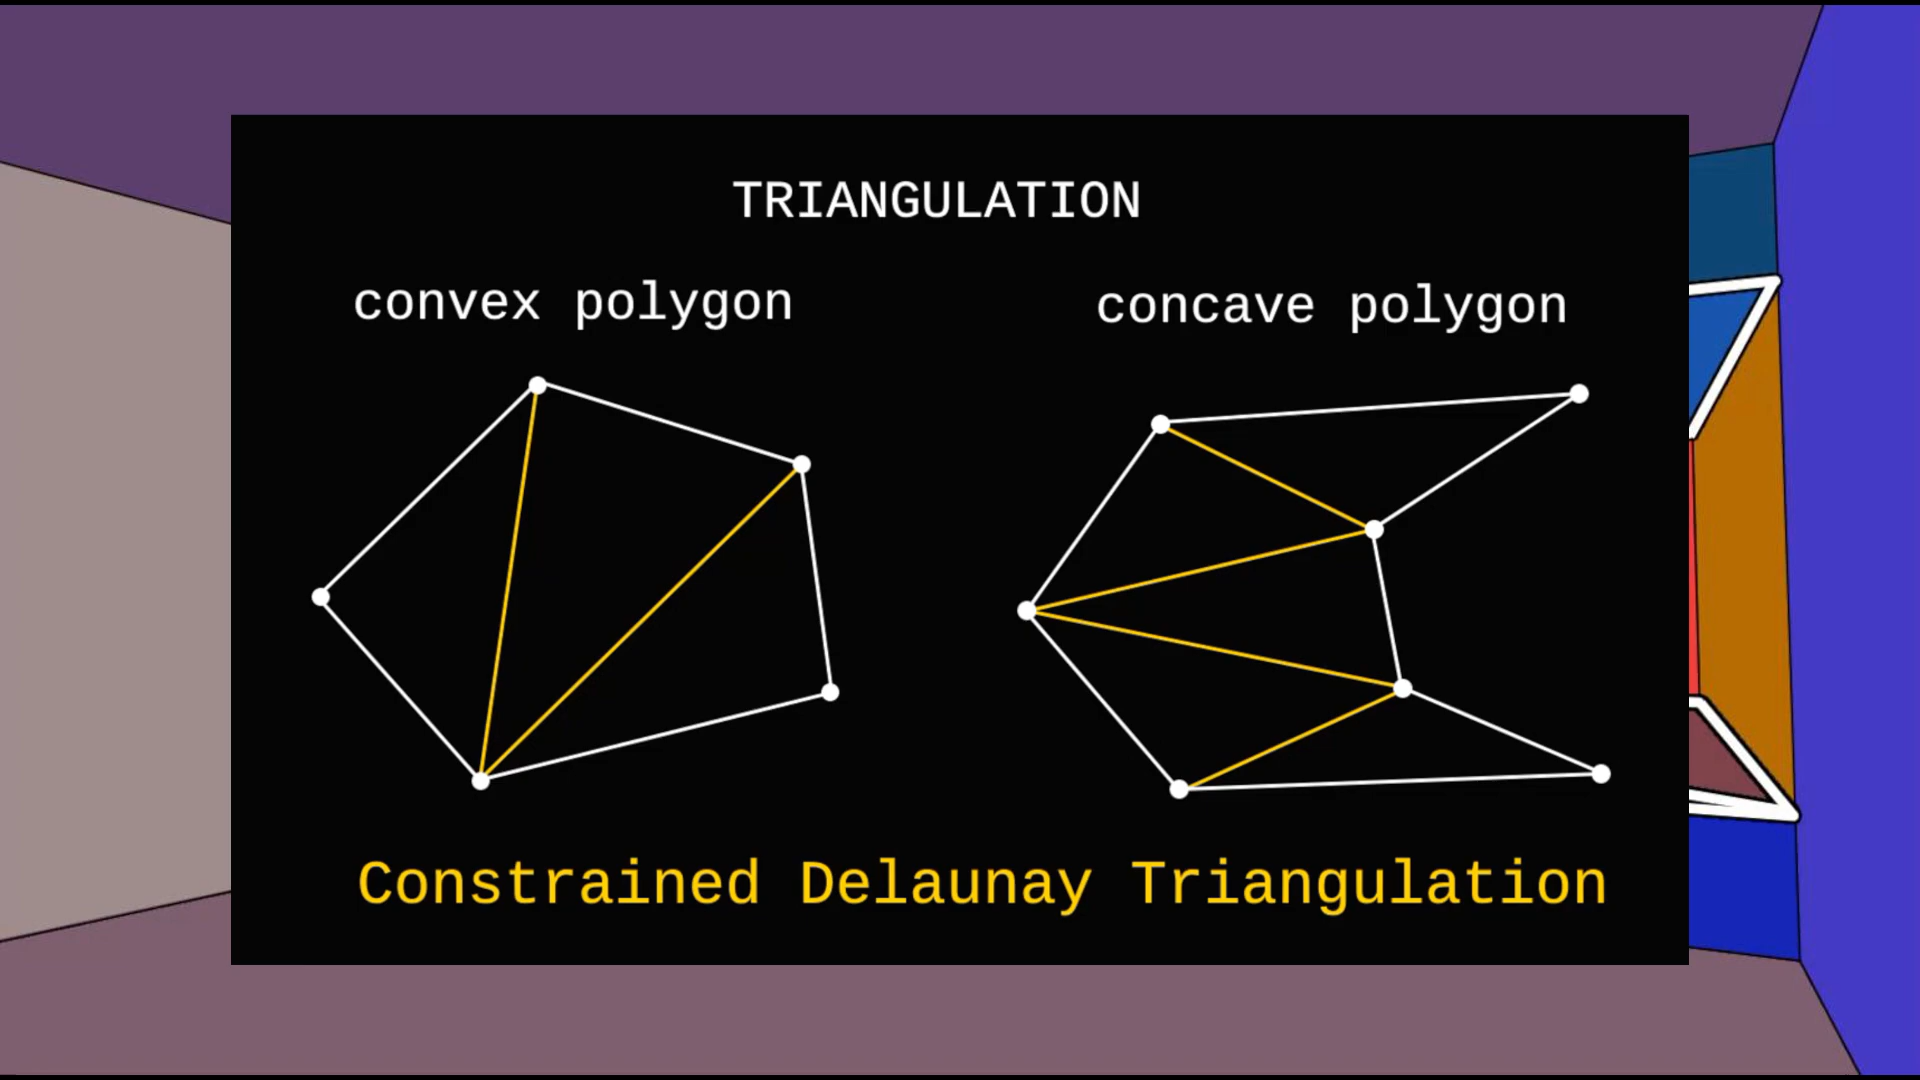 TRIANGULATION
convex polygon
concave polygon
Constrained Delaunay Triangulation